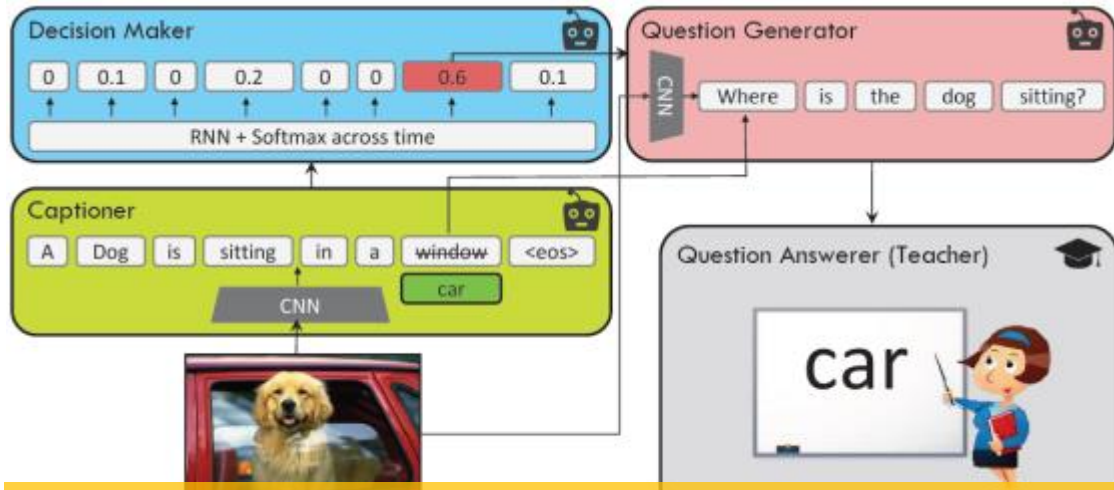 Decision Maker
0 0.1 0 0.2 0 0 0.6 0.1
RNN + Softmax across time
Question Generator
CNN
Where is the dog sitting?
Captioner
A Dog is sitting in a window <eos>
car
CNN
Question Answerer (Teacher)
car